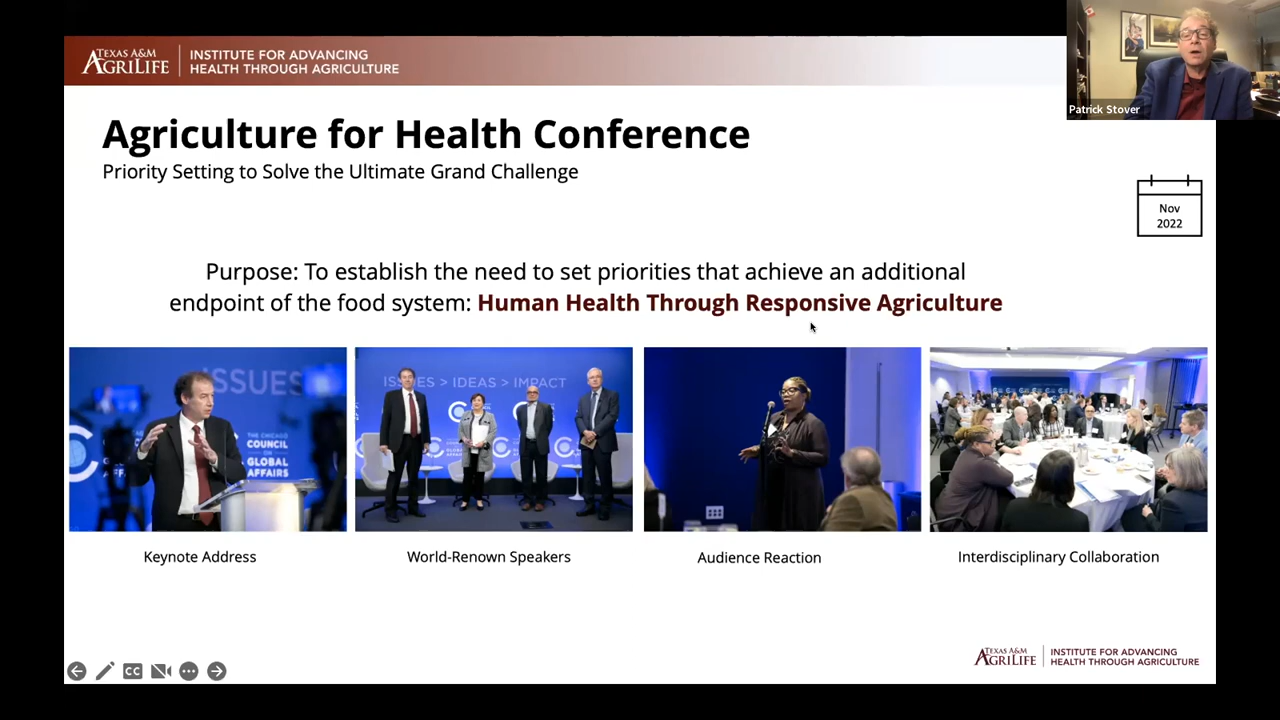 TEXAS A&M
AGRILIFE
INSTITUTE FOR ADVANCING
HEALTH THROUGH AGRICULTURE
Patrick Stover
Agriculture for Health Conference
Priority Setting to Solve the Ultimate Grand Challenge
Nov
2022
Purpose: To establish the need to set priorities that achieve an additional
endpoint of the food system: Human Health Through Responsive Agriculture
ISSUES
THE CHICAGO
COUNCIL
ON
GLOBAL
AFFAIRS
ISSUES > IDEAS > IMPACT
Keynote Address
World-Renown Speakers
Audience Reaction
Interdisciplinary Collaboration
CC
TEXAS A&M
AGRILIFE
INSTITUTE FOR ADVANCING
HEALTH THROUGH AGRICULTURE